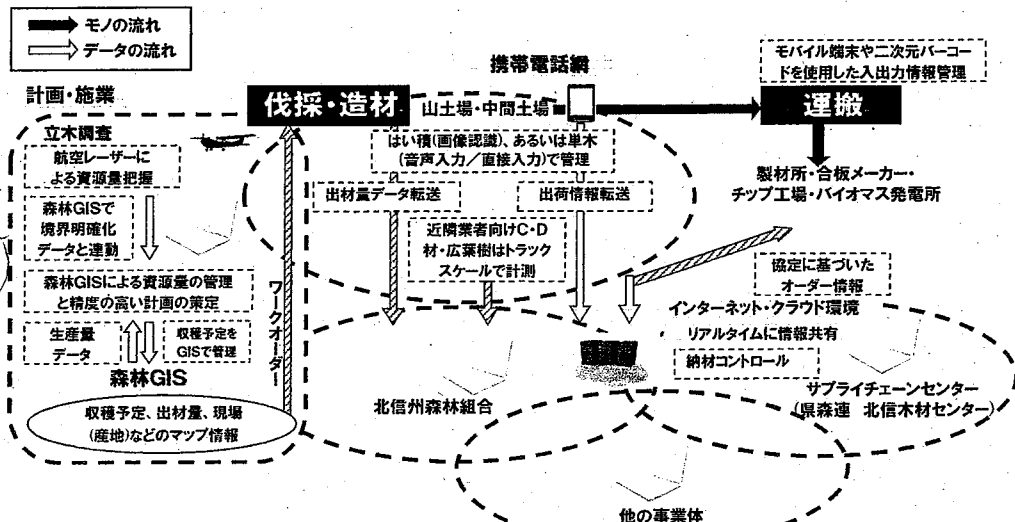 モノの流れ
データの流れ
計画・施業
立木調査
航空レーザーに
よる資源量把握
森林GISで
境界明確化
データと連動
森林GISによる資源量の管理
と精度の高い計画の策定
生産量
データ
収穫予定を
GISで管理
森林GIS
収穫予定、出材量、現場
(産地)などのマップ情報
ワークオーダー
伐採・造材
携帯電話網
山土場・中間土場
はい積(画像認識)、あるいは単木
(音声入力/直接入力)で管理
出材量データ転送
出荷情報転送
近隣業者向けC・D
材・広葉樹はトラック
スケールで計測
モバイル端末や二次元バーコー
ドを使用した入出力情報管理
運搬
製材所・合板メーカー・
チップ工場・バイオマス発電所
協定に基づいた
オーダー情報
インターネット・クラウド環境
リアルタイムに情報共有
納材コントロール
北信州森林組合
サプライチェーンセンター
(県森連 北信木材センター)
他の事業体